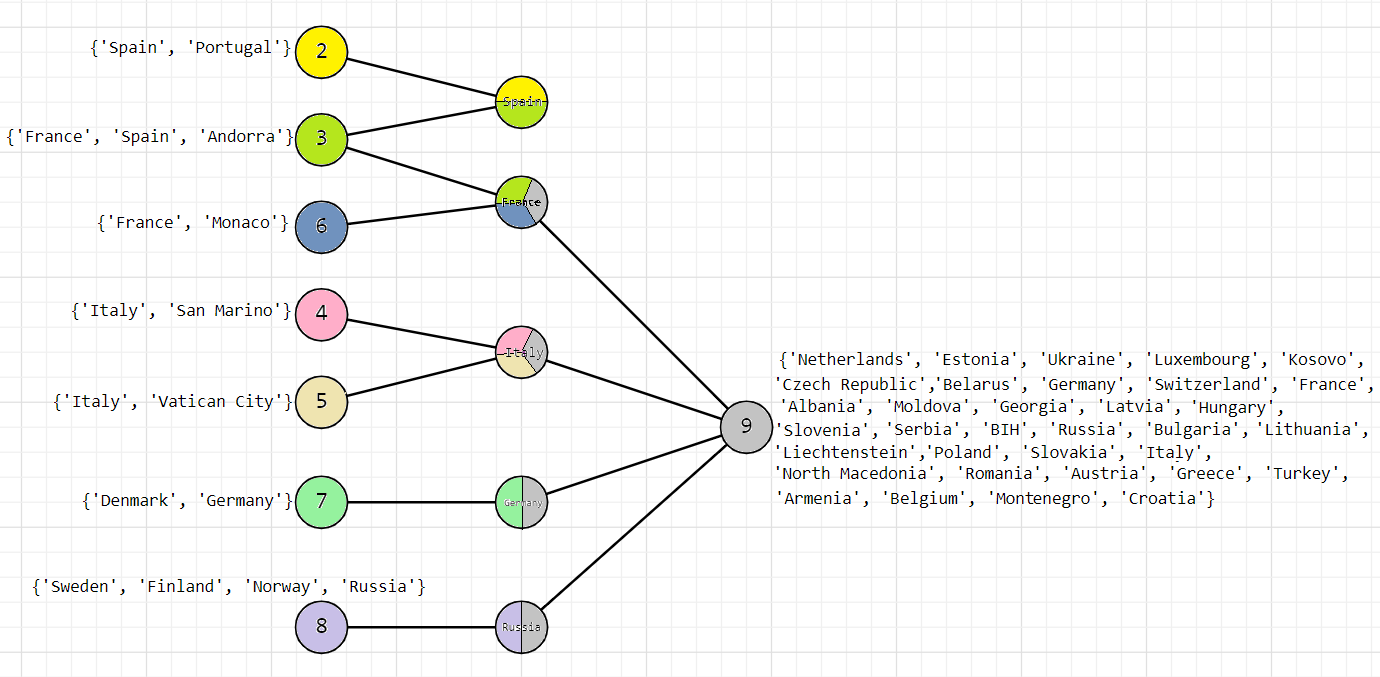 {'Spain', 'Portugal'}
2
Spain
{'France', 'Spain', 'Andorra'}
3
France
{'France', 'Monaco'}
6
{'Italy', 'San Marino'}
4
Italy
{'Italy', 'Vatican City'}
5
{'Denmark', 'Germany'}
7
Germany
{'Sweden', 'Finland', 'Norway', 'Russia'}
8
Russia
9
{'Netherlands', 'Estonia', 'Ukraine', 'Luxembourg', 'Kosovo',
'Czech Republic','Belarus', 'Germany', 'Switzerland', 'France',
'Albania', 'Moldova', 'Georgia', 'Latvia', 'Hungary',
'Slovenia', 'Serbia', 'BIH', 'Russia', 'Bulgaria', 'Lithuania',
'Liechtenstein','Poland', 'Slovakia', 'Italy',
'North Macedonia', 'Romania', 'Austria', 'Greece', 'Turkey',
'Armenia', 'Belgium', 'Montenegro', 'Croatia'}